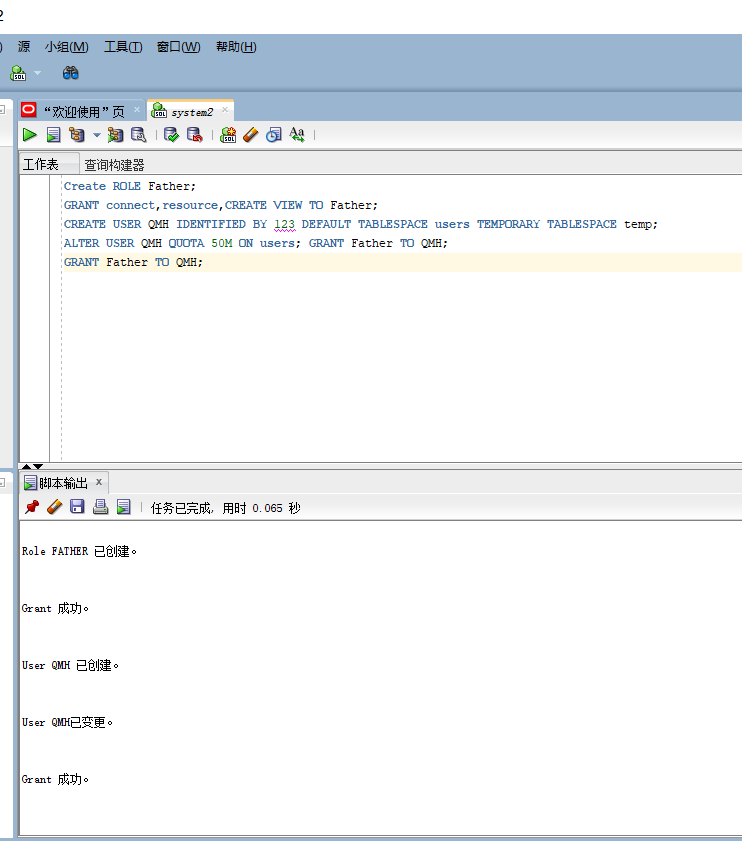 2
) 源 小组(M) 工具(T) 窗口(W) 帮助(H)
“欢迎使用”页 system2
工作表 查询构建器
Create ROLE Father;
GRANT connect,resource,CREATE VIEW TO Father;
CREATE USER QMH IDENTIFIED BY 123 DEFAULT TABLESPACE users TEMPORARY TABLESPACE temp;
ALTER USER QMH QUOTA 50M ON users; GRANT Father TO QMH;
GRANT Father TO QMH;
脚本输出 x
任务已完成, 用时 0.065 秒
Role FATHER 已创建。
Grant 成功。
User QMH 已创建。
User QMH已变更。
Grant 成功。